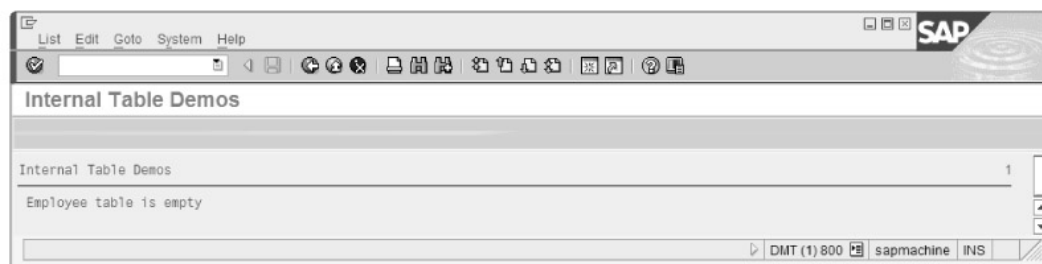 SAP
List Edit Goto System Help
Internal Table Demos
Internal Table Demos 1
Employee table is empty
DMT (1) 800 sapmachine INS